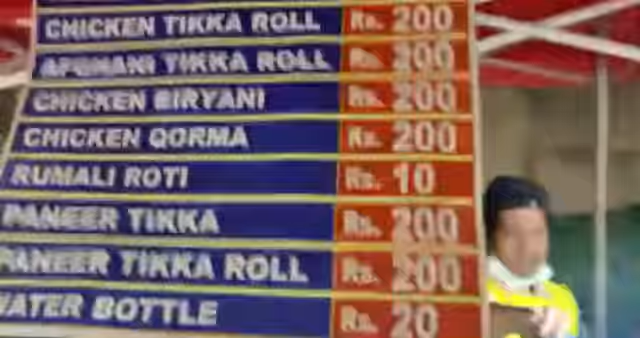 CHICKEN TIKKA ROLL Rs. 200
AFGHANI TIKKA ROLL Rs. 200
CHICKEN BIRYANI Rs. 200
CHICKEN QORMA Rs. 200
RUMALI ROTI Rs. 10
PANEER TIKKA Rs. 200
PANEER TIKKA ROLL Rs. 200
WATER BOTTLE Rs. 20